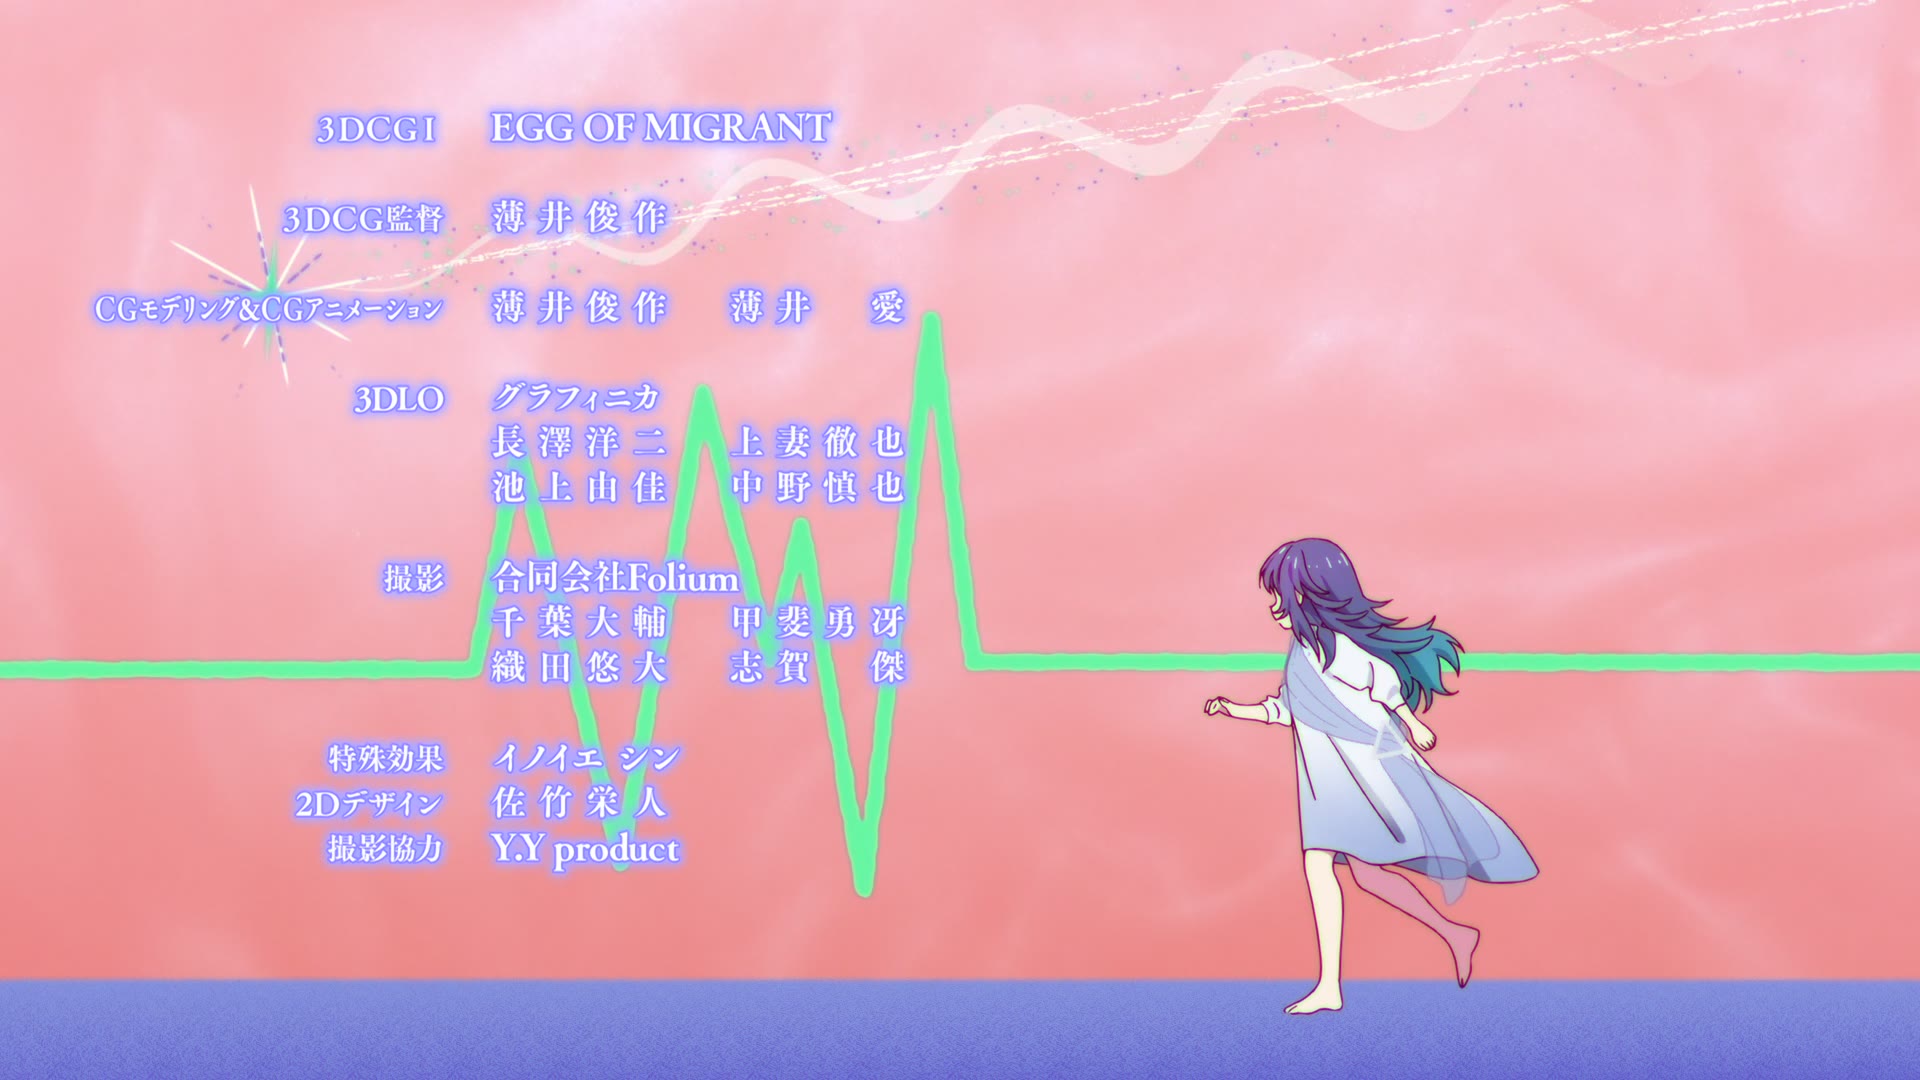 3DCGI EGG OF MIGRANT
3DCG監督 薄井俊作
CGモデリング&CGアニメーション 薄井俊作 薄井 愛
3DLO グラフィニカ
長澤洋二 上妻徹也
池上由佳 中野慎也
撮影 合同会社Folium
千葉大輔 甲斐勇冴
織田悠大 志賀 傑
特殊効果 イノイエ シン
2Dデザイン 佐竹栄人
撮影協力 Y.Y product